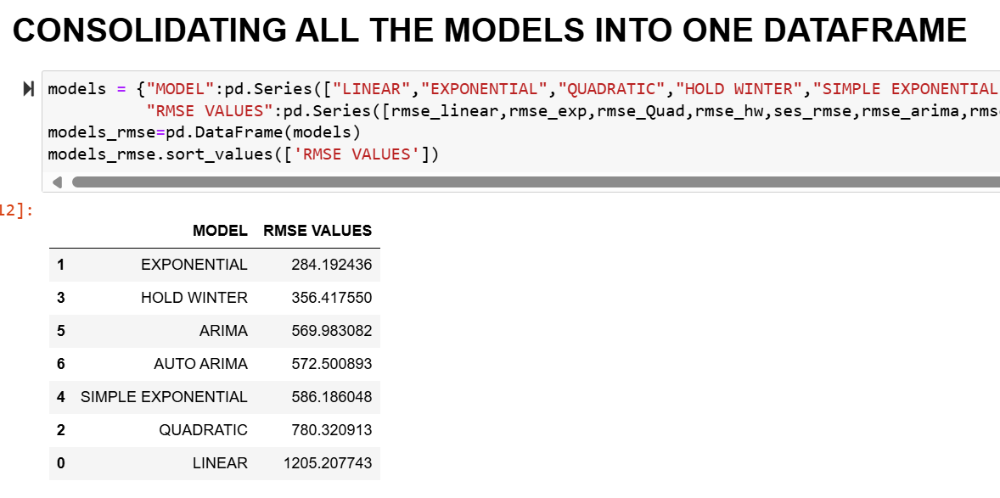 CONSOLIDATING ALL THE MODELS INTO ONE DATAFRAME
models = {"MODEL":pd.Series(["LINEAR","EXPONENTIAL","QUADRATIC","HOLD WINTER","SIMPLE EXPONENTIAL
"RMSE VALUES":pd.Series([rmse_linear,rmse_exp,rmse_Quad,rmse_hw,ses_rmse,rmse_arima,rms
models_rmse=pd.DataFrame(models)
models_rmse.sort_values(['RMSE VALUES'])
12]:
MODEL RMSE VALUES
1 EXPONENTIAL 284.192436
3 HOLD WINTER 356.417550
5 ARIMA 569.983082
6 AUTO ARIMA 572.500893
4 SIMPLE EXPONENTIAL 586.186048
2 QUADRATIC 780.320913
0 LINEAR 1205.207743